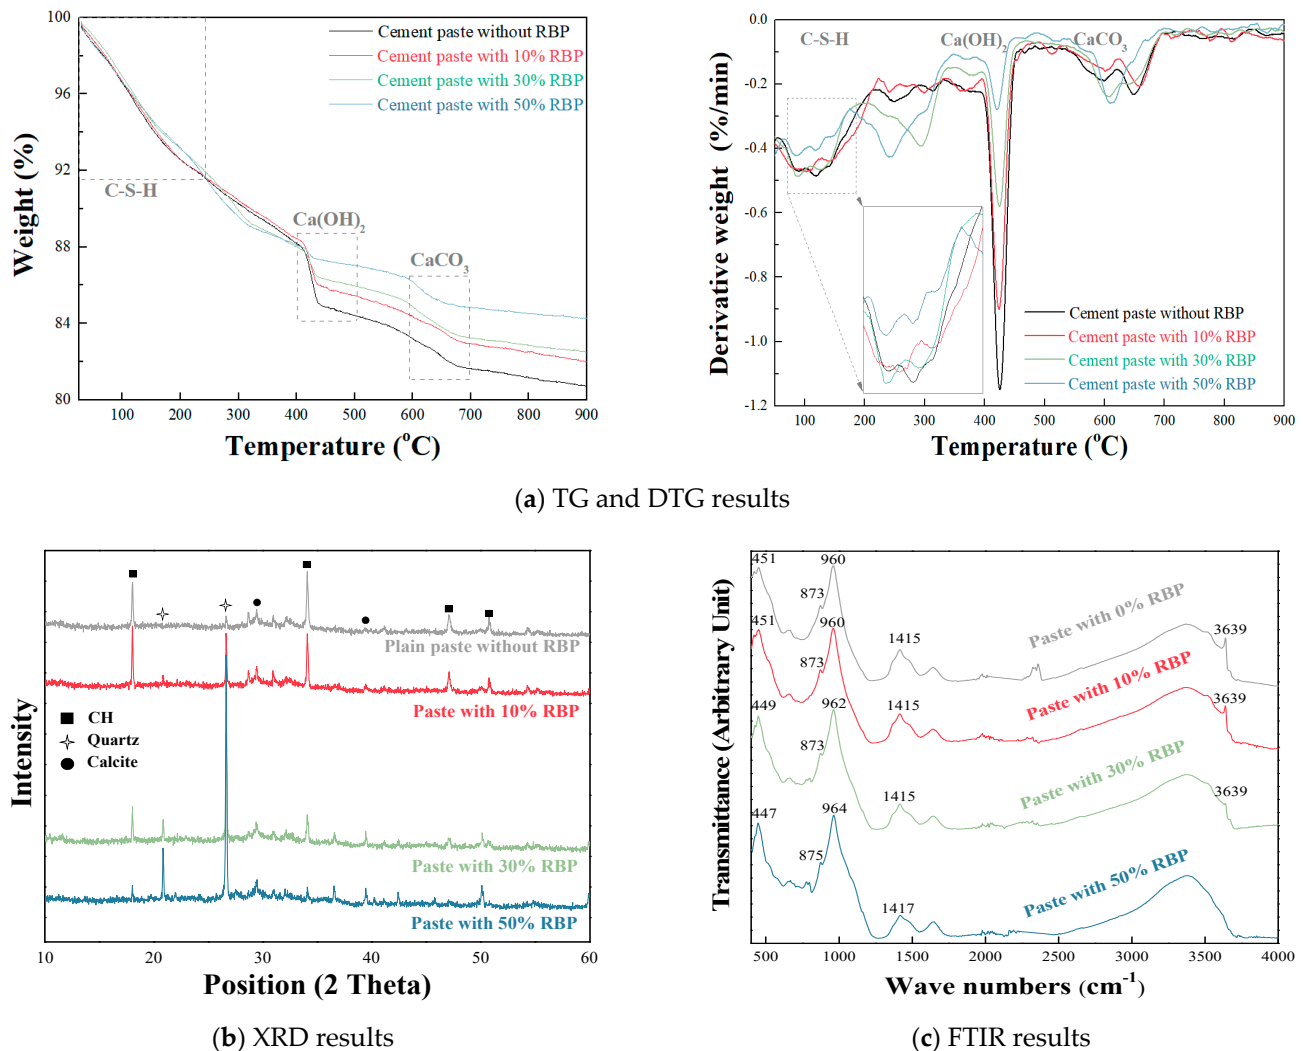 100
96
92
88
84
80
Weight (%)
Cement paste without RBP
Cement paste with 10% RBP
Cement paste with 30% RBP
Cement paste with 50% RBP
C-S-H
Ca(OH)2
CaCO3
100 200 300 400 500 600 700 800 900
Temperature (oC)
0.0
-0.2
-0.4
-0.6
-0.8
-1.0
-1.2
Derivative weight (%/min)
C-S-H
Ca(OH)2
CaCO3
Cement paste without RBP
Cement paste with 10% RBP
Cement paste with 30% RBP
Cement paste with 50% RBP
100 200 300 400 500 600 700 800 900
Temperature (oC)
(a) TG and DTG results
Intensity
Plain paste without RBP
Paste with 10% RBP
CH
Quartz
Calcite
Paste with 30% RBP
Paste with 50% RBP
10 20 30 40 50 60
Position (2 Theta)
(b) XRD results
Transmittance (Arbitrary Unit)
451 960
873
1415
Paste with 0% RBP
3639
451 960
873
1415
Paste with 10% RBP
3639
449 962
873
1415
Paste with 30% RBP
3639
447 964
875
1417
Paste with 50% RBP
500 1000 1500 2000 2500 3000 3500 4000
Wave numbers (cm-1)
(c) FTIR results